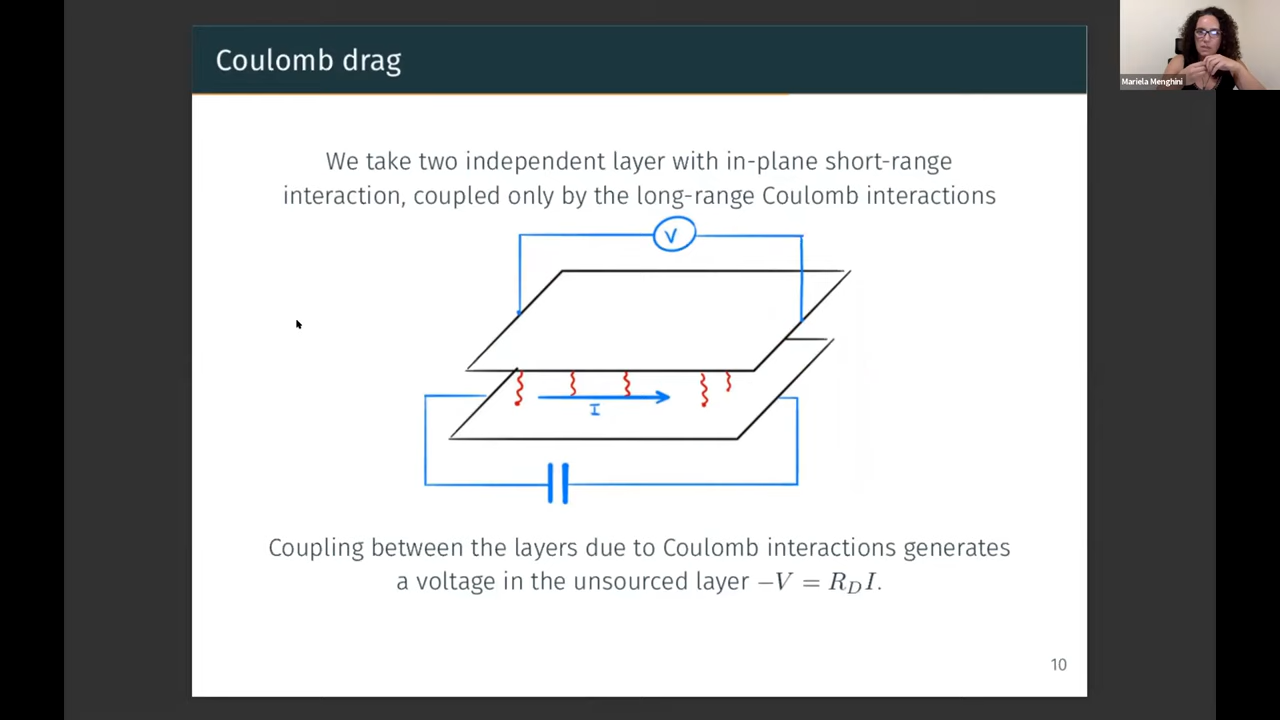 Coulomb drag
Mariela Menghini
We take two independent layer with in-plane short-range
interaction, coupled only by the long-range Coulomb interactions
V
I
Coupling between the layers due to Coulomb interactions generates
a voltage in the unsourced layer −V = R_D I.
10